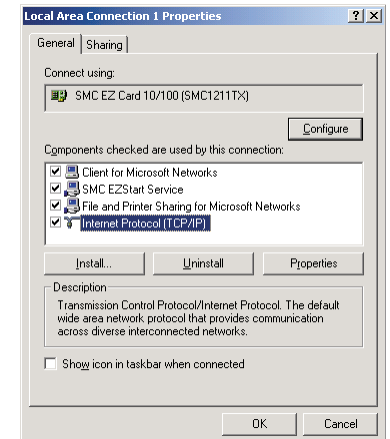 Local Area Connection 1 Properties
General
Sharing
Connect using:
SMC EZ Card 10/100 (SMC1211TX)
Configure
Components checked are used by this connection:
Client for Microsoft Networks
SMC EZStart Service
File and Printer Sharing for Microsoft Networks
Internet Protocol (TCP/IP)
Install...
Uninstall
Properties
Description
Transmission Control Protocol/Internet Protocol. The default
wide area network protocol that provides communication
across diverse interconnected networks.
Show icon in taskbar when connected
OK
Cancel